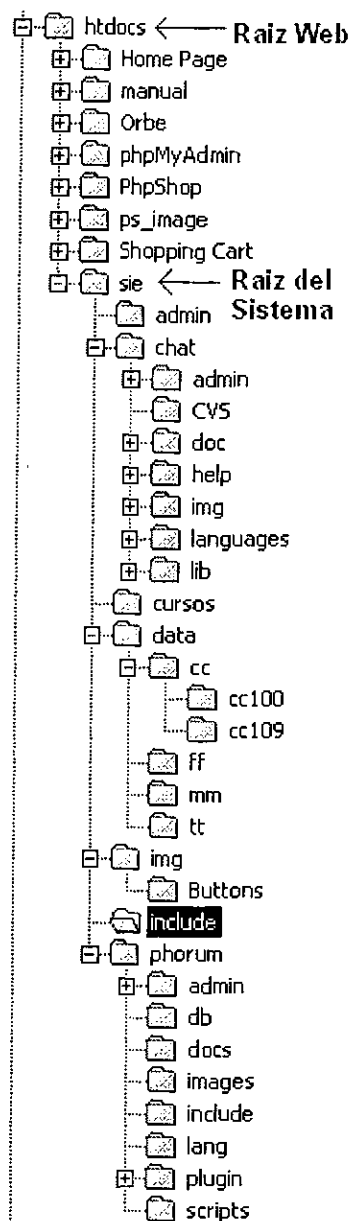 htdocs Raiz Web
Home Page
manual
Orbe
phpMyAdmin
PhpShop
ps_image
Shopping Cart
sie Raiz del
Sistema
admin
chat
admin
CVS
doc
help
img
languages
lib
cursos
data
cc
cc100
cc109
ff
mm
tt
img
Buttons
include
phorum
admin
db
docs
images
include
lang
plugin
scripts